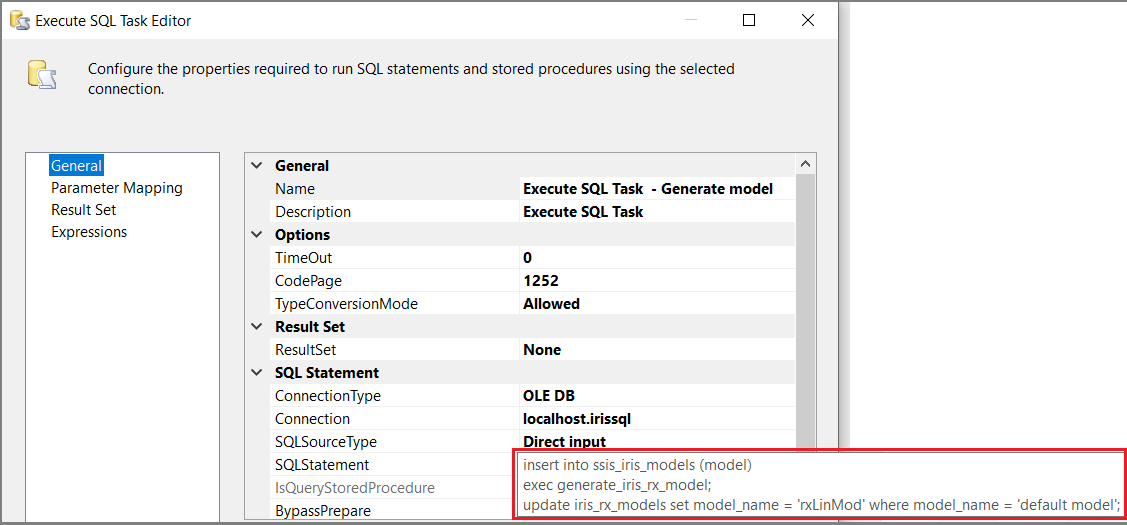 Execute SQL Task Editor
Configure the properties required to run SQL statements and stored procedures using the selected
connection.
General
Parameter Mapping
Result Set
Expressions
General
Name Execute SQL Task  - Generate model
Description Execute SQL Task
Options
TimeOut 0
CodePage 1252
TypeConversionMode Allowed
Result Set
ResultSet None
SQL Statement
ConnectionType OLE DB
Connection localhost.irissql
SQLSourceType Direct input
SQLStatement insert into ssis_iris_models (model)
IsQueryStoredProcedure exec generate_iris_rx_model;
BypassPrepare update iris_rx_models set model_name = 'rxLinMod' where model_name = 'default model';